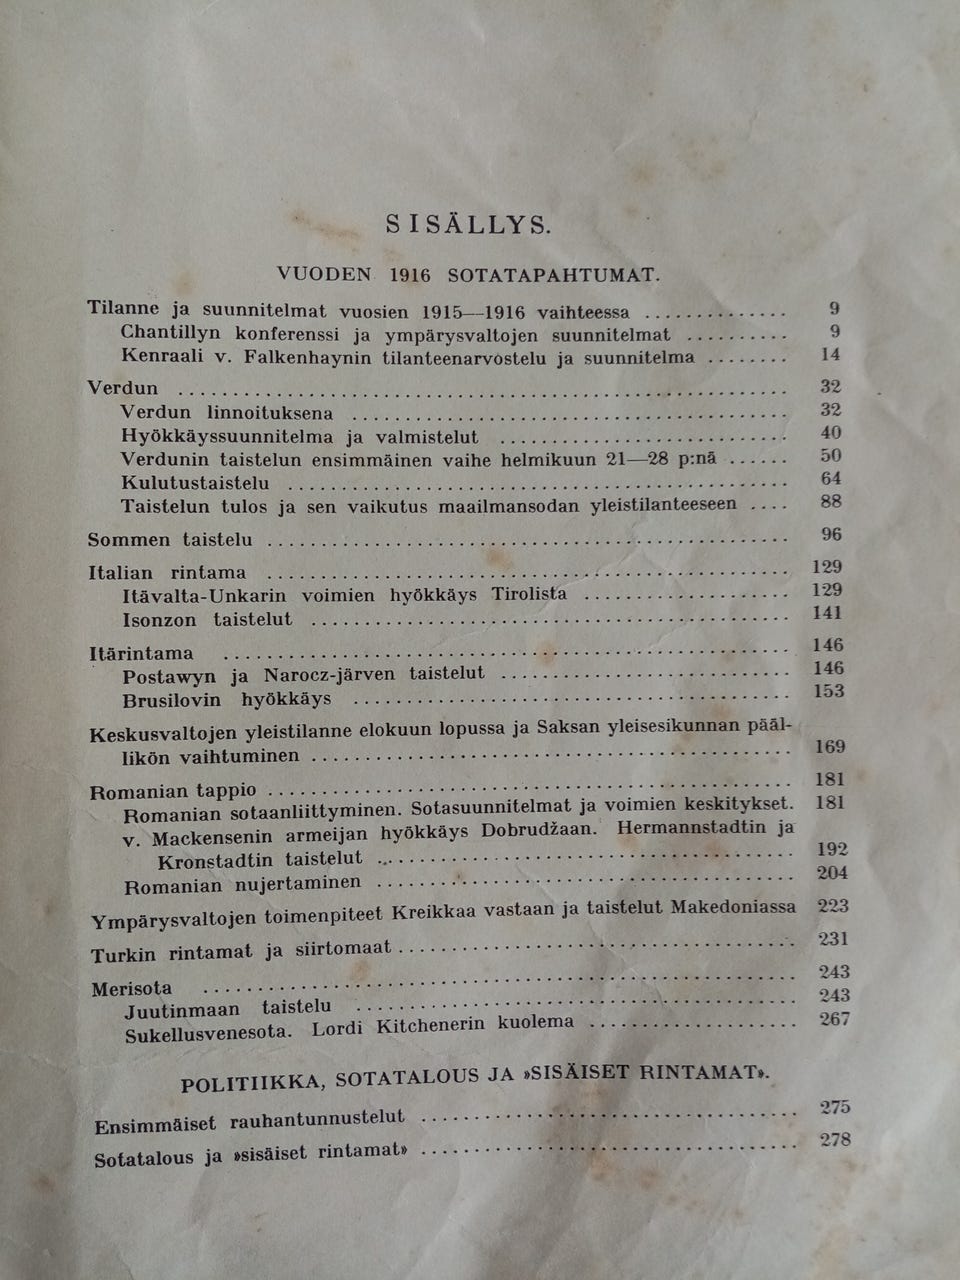 SISÄLLYS.
VUODEN 1916 SOTATAPAHTUMAT.
Tilanne ja suunnitelmat vuosien 1915—1916 vaihteessa .............. 9
Chantillyn konferenssi ja ympärysvaltojen suunnitelmat .......... 9
Kenraali v. Falkenhaynin tilanteenarvostelu ja suunnitelma ........ 14
Verdun ........................................................ 32
Verdun linnoituksena ........................................ 32
Hyökkäyssuunnitelma ja valmistelut ........................... 40
Verdunin taistelun ensimmäinen vaihe helmikuun 21—28 p:nä ...... 50
Kulutustaistelu .............................................. 64
Taistelun tulos ja sen vaikutus maailmansodan yleistilanteeseen .... 88
Sommen taistelu ................................................ 96
Italian rintama ................................................ 129
Itävalta-Unkarin voimien hyökkäys Tirolista ................... 129
Isonzon taistelut ............................................ 141
Itärintama .................................................... 146
Postawyn ja Narocz-järven taistelut ........................... 146
Brusilovin hyökkäys ........................................ 153
Keskusvaltojen yleistilanne elokuun lopussa ja Saksan yleisesikunnan pääl-
likön vaihtuminen ............................................ 169
Romanian tappio ................................................ 181
Romanian sotaanliittyminen. Sotasuunnitelmat ja voimien keskitykset. 181
v. Mackensenin armeijan hyökkäys Dobrudžaan. Hermannstadtin ja
Kronstadtin taistelut ...................................... 192
Romanian nujertaminen ...................................... 204
Ympärysvaltojen toimenpiteet Kreikkaa vastaan ja taistelut Makedoniassa 223
Turkin rintamat ja siirtomaat .................................... 231
Merisota ...................................................... 243
Juutinmaan taistelu ........................................ 243
Sukellusvenesota. Lordi Kitchenerin kuolema .................... 267
POLITIIKKA, SOTATALOUS JA »SISÄISET RINTAMAT».
Ensimmäiset rauhantunnustelut .................................. 275
Sotatalous ja »sisäiset rintamat» .................................. 278